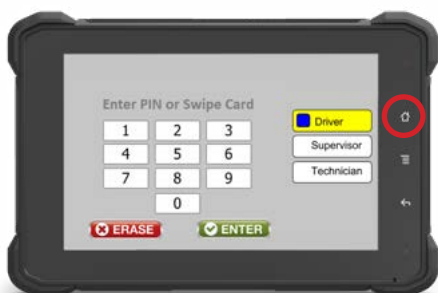 Enter PIN or Swipe Card
1 2 3
4 5 6
7 8 9
0
ERASE
ENTER
Driver
Supervisor
Technician